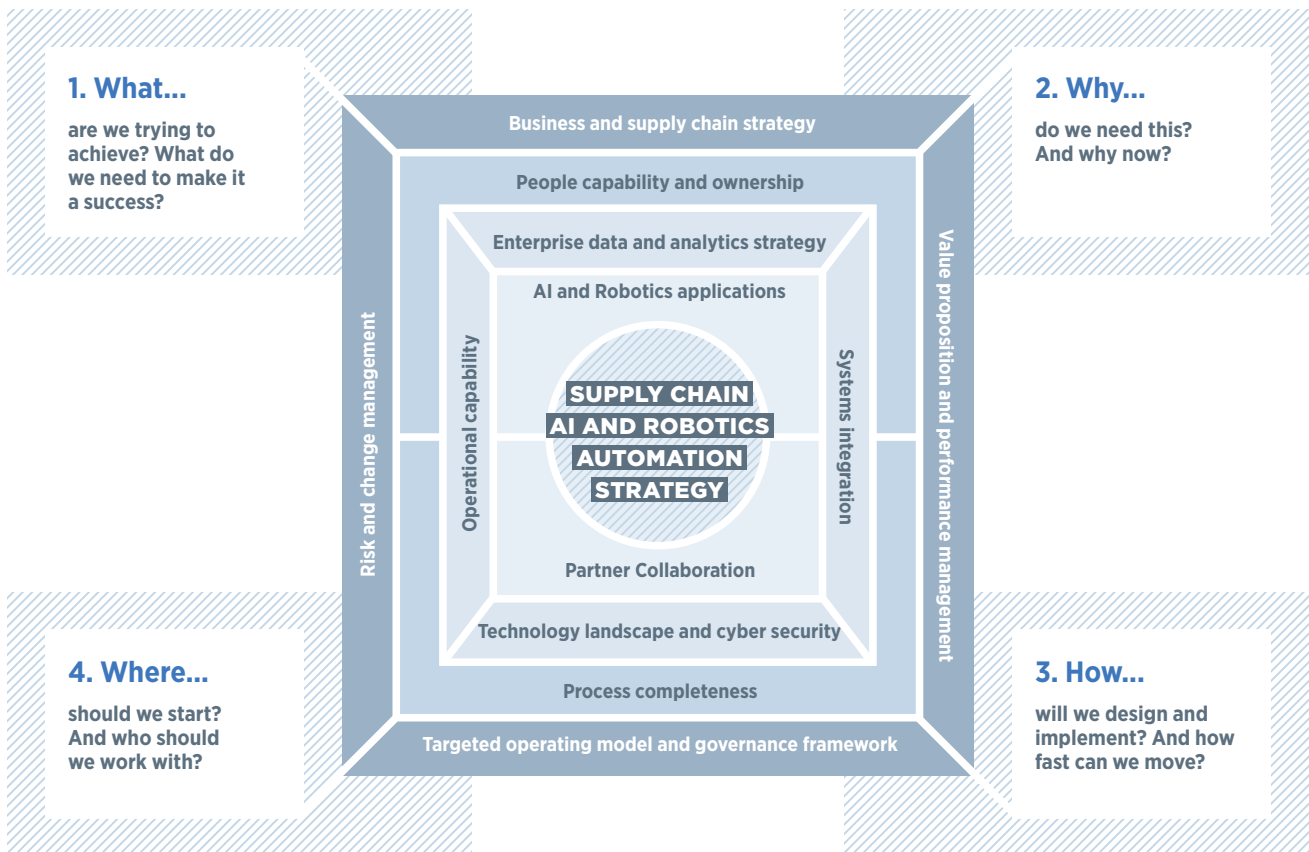 1. What...
are we trying to
achieve? What do
we need to make it
a success?
2. Why...
do we need this?
And why now?
Business and supply chain strategy
People capability and ownership
Enterprise data and analytics strategy
AI and Robotics applications
Risk and change management
Operational capability
SUPPLY CHAIN
AI AND ROBOTICS
AUTOMATION
STRATEGY
Systems integration
Value proposition and performance management
Partner Collaboration
Technology landscape and cyber security
Process completeness
Targeted operating model and governance framework
4. Where...
should we start?
And who should
we work with?
3. How...
will we design and
implement? And how
fast can we move?